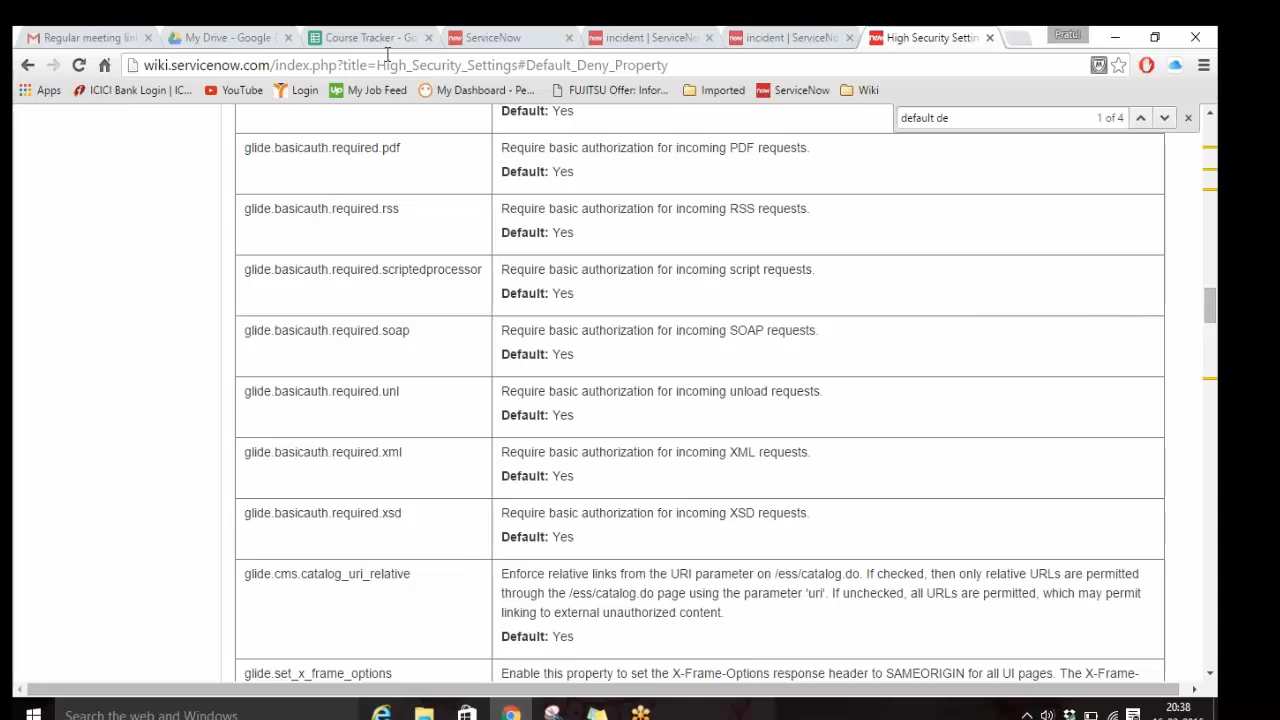 Regular meeting lin
My Drive - Google
Course Tracker - Go
ServiceNow
incident | ServiceNo
incident | ServiceNo
High Security Settin
Pratul
wiki.servicenow.com/index.php?title=High_Security_Settings#Default_Deny_Property
Apps
ICICI Bank Login | IC...
YouTube
Login
My Job Feed
My Dashboard - Pe...
FUJITSU Offer: Infor...
Imported
ServiceNow
Wiki
default de
1 of 4
Default: Yes
glide.basicauth.required.pdf
Require basic authorization for incoming PDF requests.
Default: Yes
glide.basicauth.required.rss
Require basic authorization for incoming RSS requests.
Default: Yes
glide.basicauth.required.scriptedprocessor
Require basic authorization for incoming script requests.
Default: Yes
glide.basicauth.required.soap
Require basic authorization for incoming SOAP requests.
Default: Yes
glide.basicauth.required.unl
Require basic authorization for incoming unload requests.
Default: Yes
glide.basicauth.required.xml
Require basic authorization for incoming XML requests.
Default: Yes
glide.basicauth.required.xsd
Require basic authorization for incoming XSD requests.
Default: Yes
glide.cms.catalog_uri_relative
Enforce relative links from the URI parameter on /ess/catalog.do. If checked, then only relative URLs are permitted
through the /ess/catalog.do page using the parameter 'uri'. If unchecked, all URLs are permitted, which may permit
linking to external unauthorized content.
Default: Yes
glide.set_x_frame_options
Enable this property to set the X-Frame-Options response header to SAMEORIGIN for all UI pages. The X-Frame-
Search the web and Windows
20:38